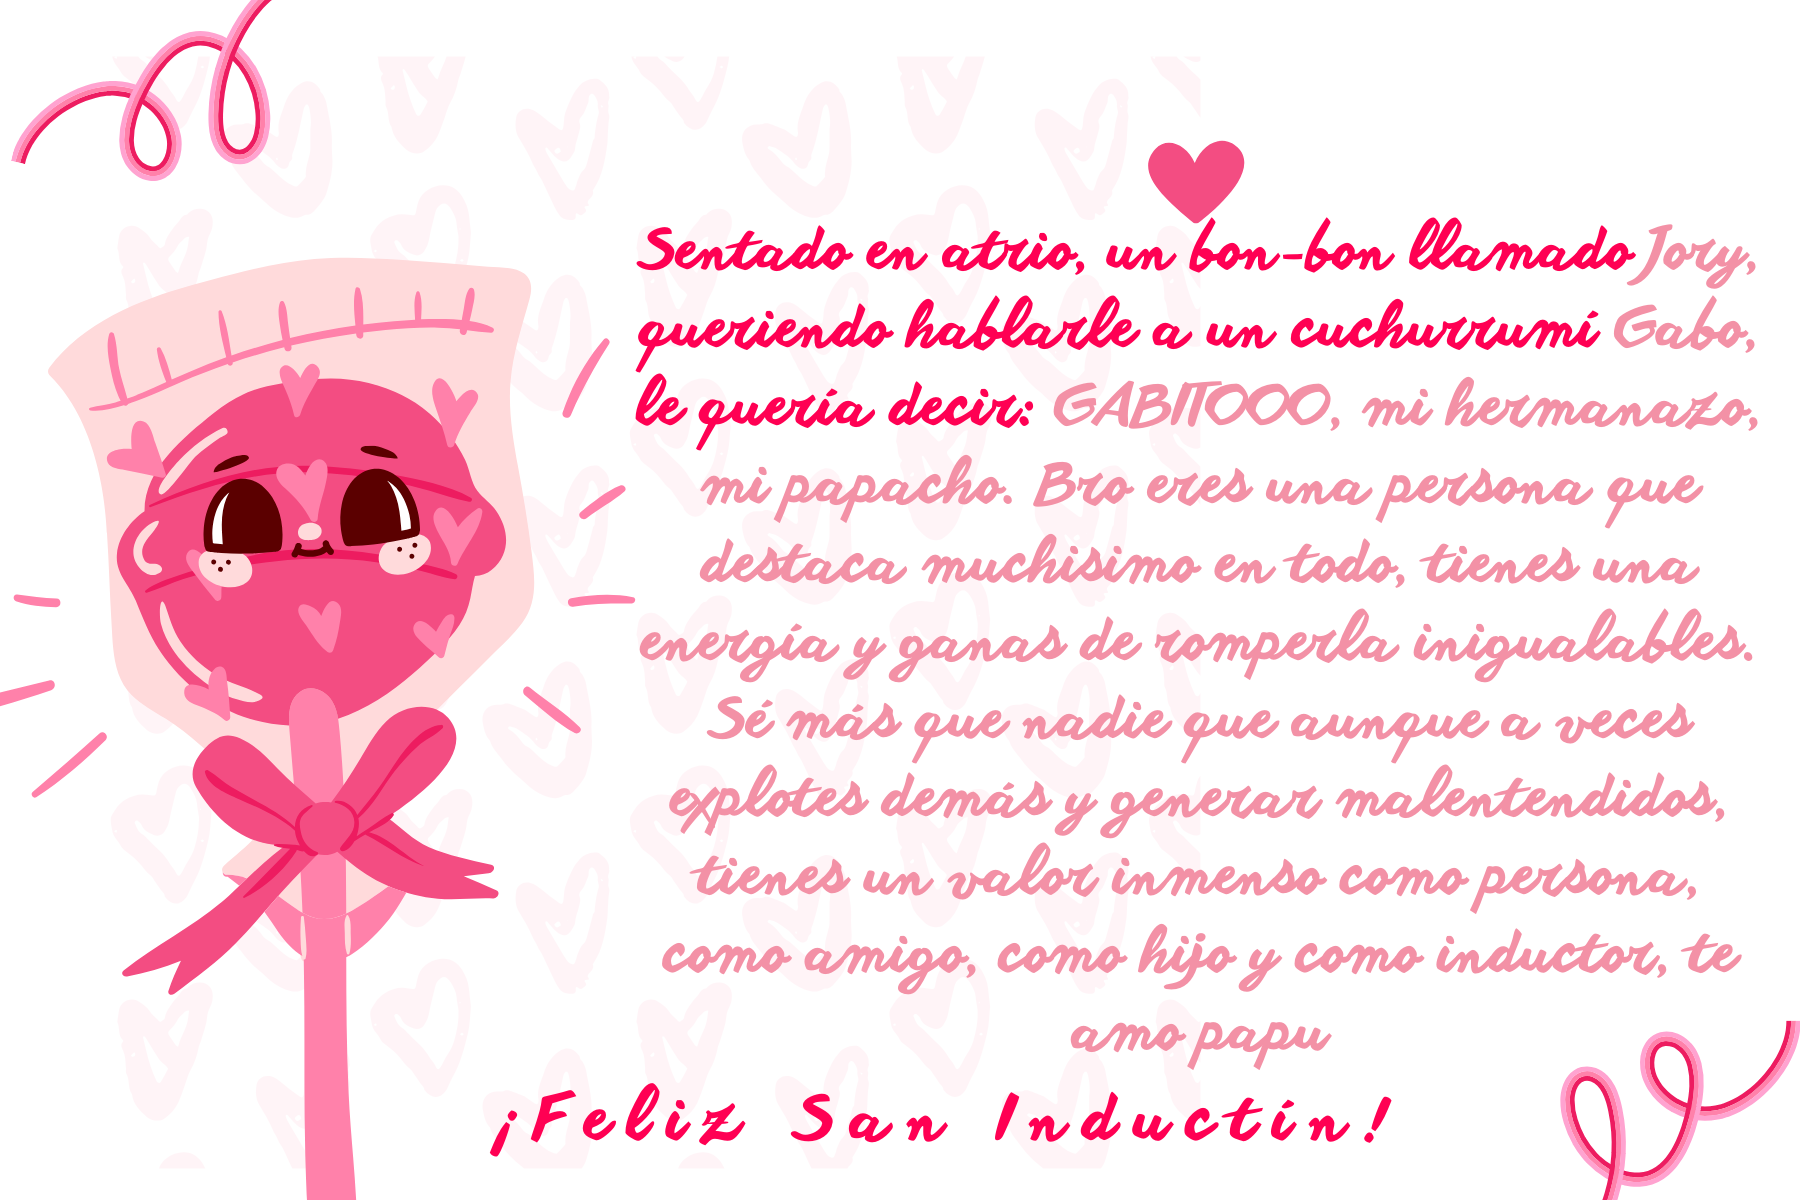 Sentado en atrio, un bon-bon llamado Jory,
queriendo hablarle a un cuchurrumí Gabo,
le quería decir: GABITOOO, mi hermanazo,
mi papacho. Bro eres una persona que
destaca muchisimo en todo, tienes una
energía y ganas de romperla inigualables.
Sé más que nadie que aunque a veces
explotes demás y generar malentendidos,
tienes un valor inmenso como persona,
como amigo, como hijo y como inductor, te
amo papu
¡Feliz San Inductín!